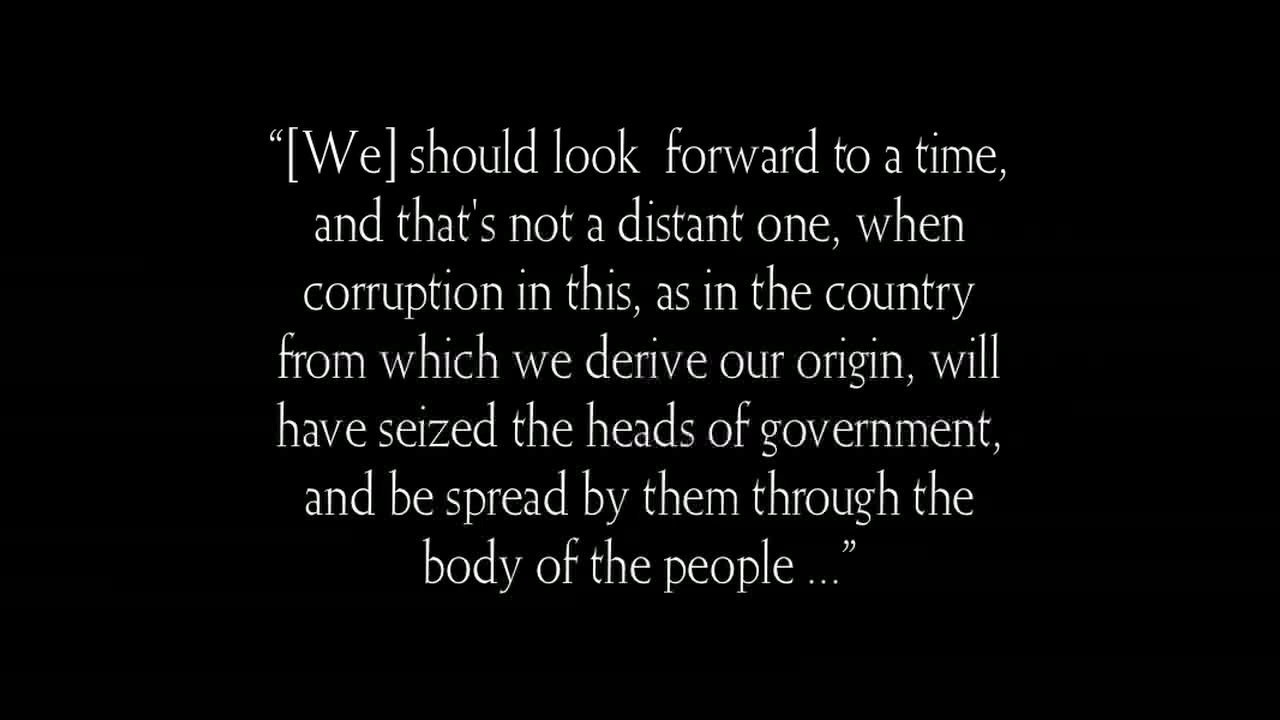 “[We] should look  forward to a time,
and that's not a distant one, when
corruption in this, as in the country
from which we derive our origin, will
have seized the heads of government,
and be spread by them through the
body of the people ...”